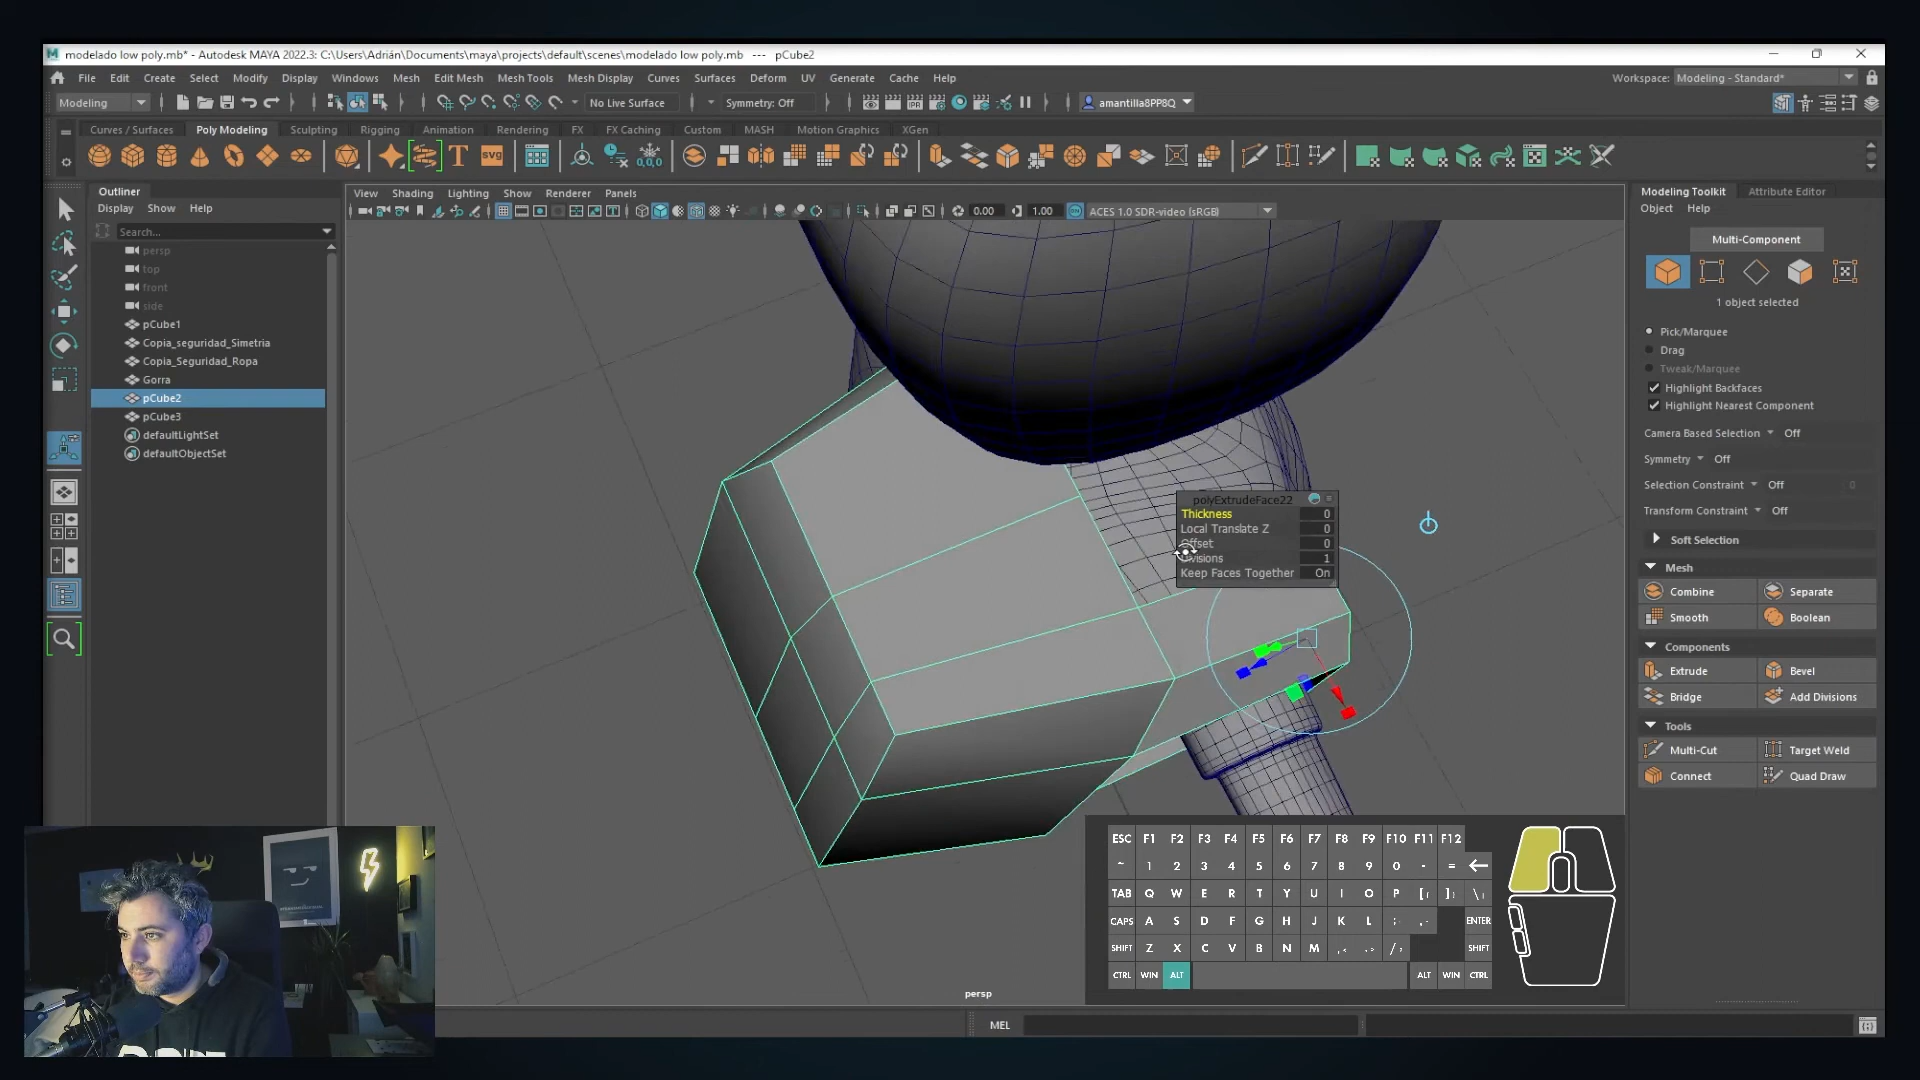 modelado low poly.mb* - Autodesk MAYA 2022.3: C:\Users\Adrián\Documents\maya\projects\default\scenes\modelado low poly.mb --- pCube2
File Edit Create Select Modify Display Windows Mesh Edit Mesh Mesh Tools Mesh Display Curves Surfaces Deform UV Generate Cache Help
Workspace: Modeling - Standard*
Modeling No Live Surface Symmetry: Off amantilla8PP8Q
Curves / Surfaces Poly Modeling Sculpting Rigging Animation Rendering FX FX Caching Custom MASH Motion Graphics XGen
Outliner
Display Show Help
Search...
persp
top
front
side
pCube1
Copia_seguridad_Simetria
Copia_Seguridad_Ropa
Gorra
pCube2
pCube3
defaultLightSet
defaultObjectSet
View Shading Lighting Show Renderer Panels
0.00 1.00 ACES 1.0 SDR-video (sRGB)
polyExtrudeFace22
Thickness 0
Local Translate Z 0
Offset 0
Divisions 1
Keep Faces Together On
persp
Modeling Toolkit Attribute Editor
Object Help
Multi-Component
1 object selected
Pick/Marquee
Drag
Tweak/Marquee
Highlight Backfaces
Highlight Nearest Component
Camera Based Selection Off
Symmetry Off
Selection Constraint Off 0
Transform Constraint Off
Soft Selection
Mesh
Combine Separate
Smooth Boolean
Components
Extrude Bevel
Bridge Add Divisions
Tools
Multi-Cut Target Weld
Connect Quad Draw
ESC F1 F2 F3 F4 F5 F6 F7 F8 F9 F10 F11 F12
~ 1 2 3 4 5 6 7 8 9 0 - =
TAB Q W E R T Y U I O P [{ ]} \|
CAPS A S D F G H J K L ; ENTER
SHIFT Z X C V B N M SHIFT
CTRL WIN ALT ALT WIN CTRL
MEL